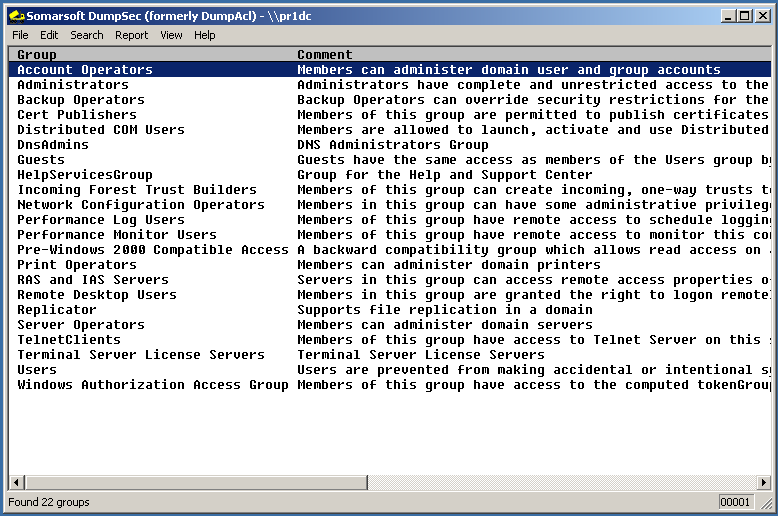 Somarsoft DumpSec (formerly DumpAcl) - \\pr1dc
File Edit Search Report View Help
Group Comment
Account Operators Members can administer domain user and group accounts
Administrators Administrators have complete and unrestricted access to the
Backup Operators Backup Operators can override security restrictions for the
Cert Publishers Members of this group are permitted to publish certificates
Distributed COM Users Members are allowed to launch, activate and use Distributed
DnsAdmins DNS Administrators Group
Guests Guests have the same access as members of the Users group by
HelpServicesGroup Group for the Help and Support Center
Incoming Forest Trust Builders Members of this group can create incoming, one-way trusts to
Network Configuration Operators Members in this group can have some administrative privileg
Performance Log Users Members of this group have remote access to schedule logging
Performance Monitor Users Members of this group have remote access to monitor this com
Pre-Windows 2000 Compatible Access A backward compatibility group which allows read access on
Print Operators Members can administer domain printers
RAS and IAS Servers Servers in this group can access remote access properties o
Remote Desktop Users Members in this group are granted the right to logon remotel
Replicator Supports file replication in a domain
Server Operators Members can administer domain servers
TelnetClients Members of this group have access to Telnet Server on this
Terminal Server License Servers Terminal Server License Servers
Users Users are prevented from making accidental or intentional sy
Windows Authorization Access Group Members of this group have access to the computed tokenGroup
Found 22 groups 00001